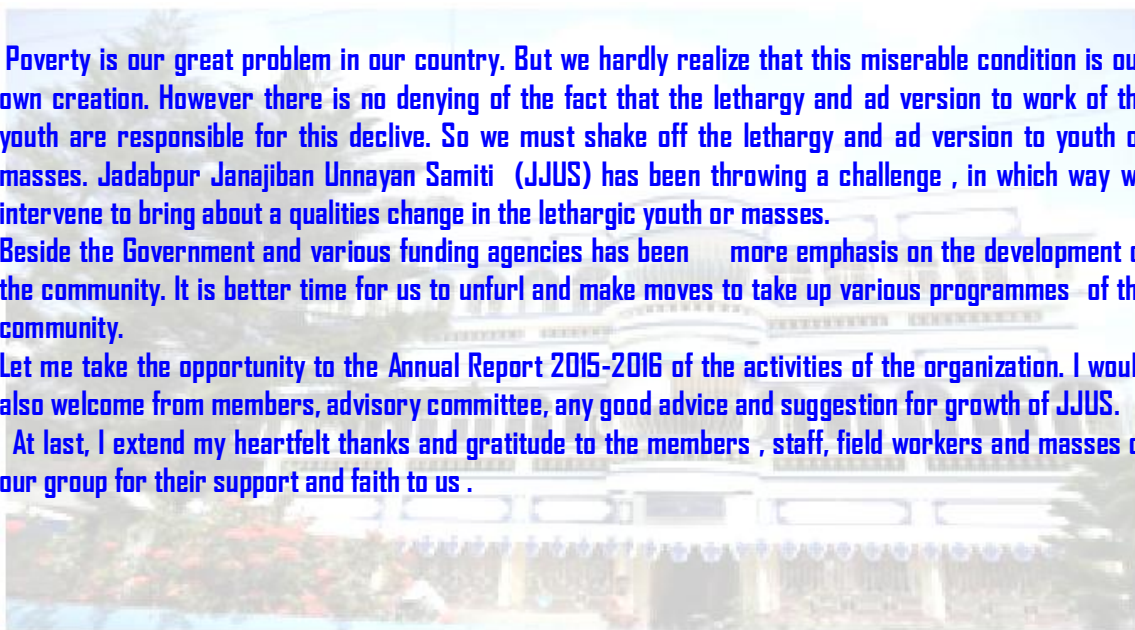 Poverty is our great problem in our country. But we hardly realize that this miserable condition is ou
own creation. However there is no denying of the fact that the lethargy and ad version to work of th
youth are responsible for this declive. So we must shake off the lethargy and ad version to youth o
masses. Jadabpur Janajiban Unnayan Samiti (JJUS) has been throwing a challenge , in which way w
intervene to bring about a qualities change in the lethargic youth or masses.
Beside the Government and various funding agencies has been more emphasis on the development o
the community. It is better time for us to unfurl and make moves to take up various programmes of th
community.
Let me take the opportunity to the Annual Report 2015-2016 of the activities of the organization. I woul
also welcome from members, advisory committee, any good advice and suggestion for growth of JJUS.
At last, I extend my heartfelt thanks and gratitude to the members , staff, field workers and masses o
our group for their support and faith to us .